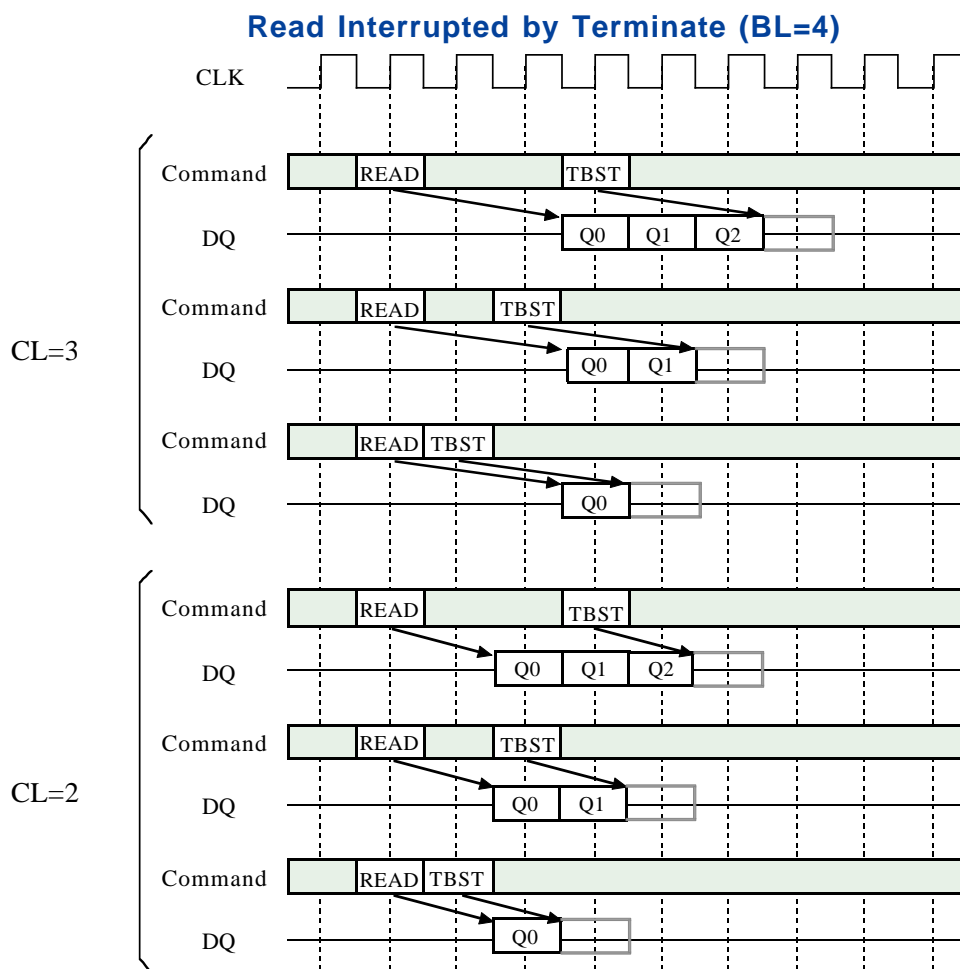 Read Interrupted by Terminate (BL=4)
CLK
Command READ TBST
DQ Q0 Q1 Q2
Command READ TBST
CL=3
DQ Q0 Q1
Command READ TBST
DQ Q0
Command READ TBST
DQ Q0 Q1 Q2
Command READ TBST
CL=2
DQ Q0 Q1
Command READ TBST
DQ Q0